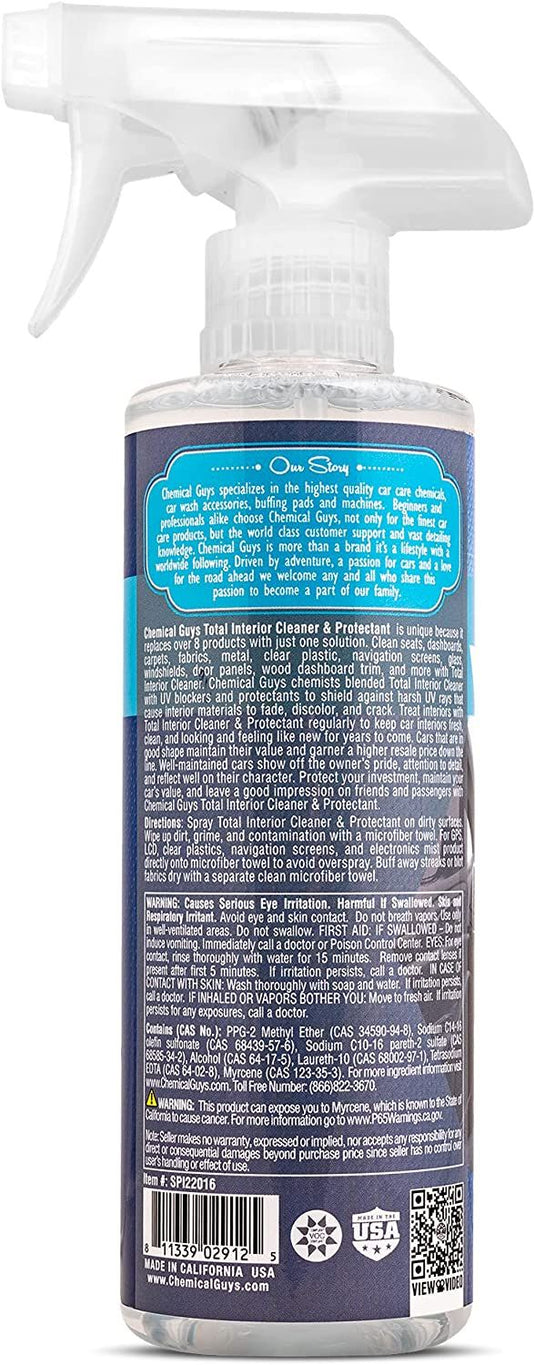 Our Story
Chemical Guys specializes in the highest quality car care chemicals,
car wash accessories, buffing pads and machines. Beginners and
professionals alike choose Chemical Guys, not only for the finest car
care products, but the world class customer support and vast detailing
knowledge. Chemical Guys is more than a brand it's a lifestyle with a
worldwide following. Driven by adventure, a passion for cars and a love
for the road ahead we welcome any and all who share this
passion to become a part of our family.
Chemical Guys Total Interior Cleaner & Protectant is unique because it
replaces over 8 products with just one solution. Clean seats, dashboards,
carpets, fabrics, metal, clear plastic, navigation screens, glass,
windshields, door panels, wood dashboard trim, and more with Total
Interior Cleaner. Chemical Guys chemists blended Total Interior Cleaner
with UV blockers and protectants to shield against harsh UV rays that
cause interior materials to fade, discolor, and crack. Treat interiors with
Total Interior Cleaner & Protectant regularly to keep car interiors fresh,
clean, and looking and feeling like new for years to come. Cars that are in
good shape maintain their value and garner a higher resale price down the
line. Well-maintained cars show off the owner's pride, attention to detail,
and reflect well on their character. Protect your investment, maintain your
car's value, and leave a good impression on friends and passengers with
Chemical Guys Total Interior Cleaner & Protectant.
Directions: Spray Total Interior Cleaner & Protectant on dirty surfaces.
Wipe up dirt, grime, and contamination with a microfiber towel. For GPS,
LCD, clear plastics, navigation screens, and electronics mist product
directly onto microfiber towel to avoid overspray. Buff away streaks or blot
fabrics dry with a separate clean microfiber towel.
WARNING: Causes Serious Eye Irritation. Harmful If Swallowed. Skin and
Respiratory Irritant. Avoid eye and skin contact. Do not breath vapors. Use only
in well-ventilated areas. Do not swallow. FIRST AID: IF SWALLOWED – Do not
induce vomiting. Immediately call a doctor or Poison Control Center. EYES: For eye
contact, rinse thoroughly with water for 15 minutes. Remove contact lenses if
present after first 5 minutes. If irritation persists, call a doctor. IN CASE OF
CONTACT WITH SKIN: Wash thoroughly with soap and water. If irritation persists,
call a doctor. IF INHALED OR VAPORS BOTHER YOU: Move to fresh air. If irritation
persists for any exposures, call a doctor.
Contains (CAS No.): PPG-2 Methyl Ether (CAS 34590-94-8), Sodium C14-16
olefin sulfonate (CAS 68439-57-6), Sodium C10-16 pareth-2 sulfate (CAS
68585-34-2), Alcohol (CAS 64-17-5), Laureth-10 (CAS 68002-97-1), Tetrasodium
EDTA (CAS 64-02-8), Myrcene (CAS 123-35-3). For more ingredient information visit
www.ChemicalGuys.com. Toll Free Number: (866)822-3670.
WARNING: This product can expose you to Myrcene, which is known to the State of
California to cause cancer. For more information go to www.P65Warnings.ca.gov.
Note: Seller makes no warranty, expressed or implied, nor accepts any responsibility for any
direct or consequential damages beyond purchase price since seller has no control over
user's handling or effect of use.
Item #: SPI22016
8 11339 02912 5
MADE IN CALIFORNIA USA
www.ChemicalGuys.com
VOC
MADE IN THE
USA
VIEW VIDEO